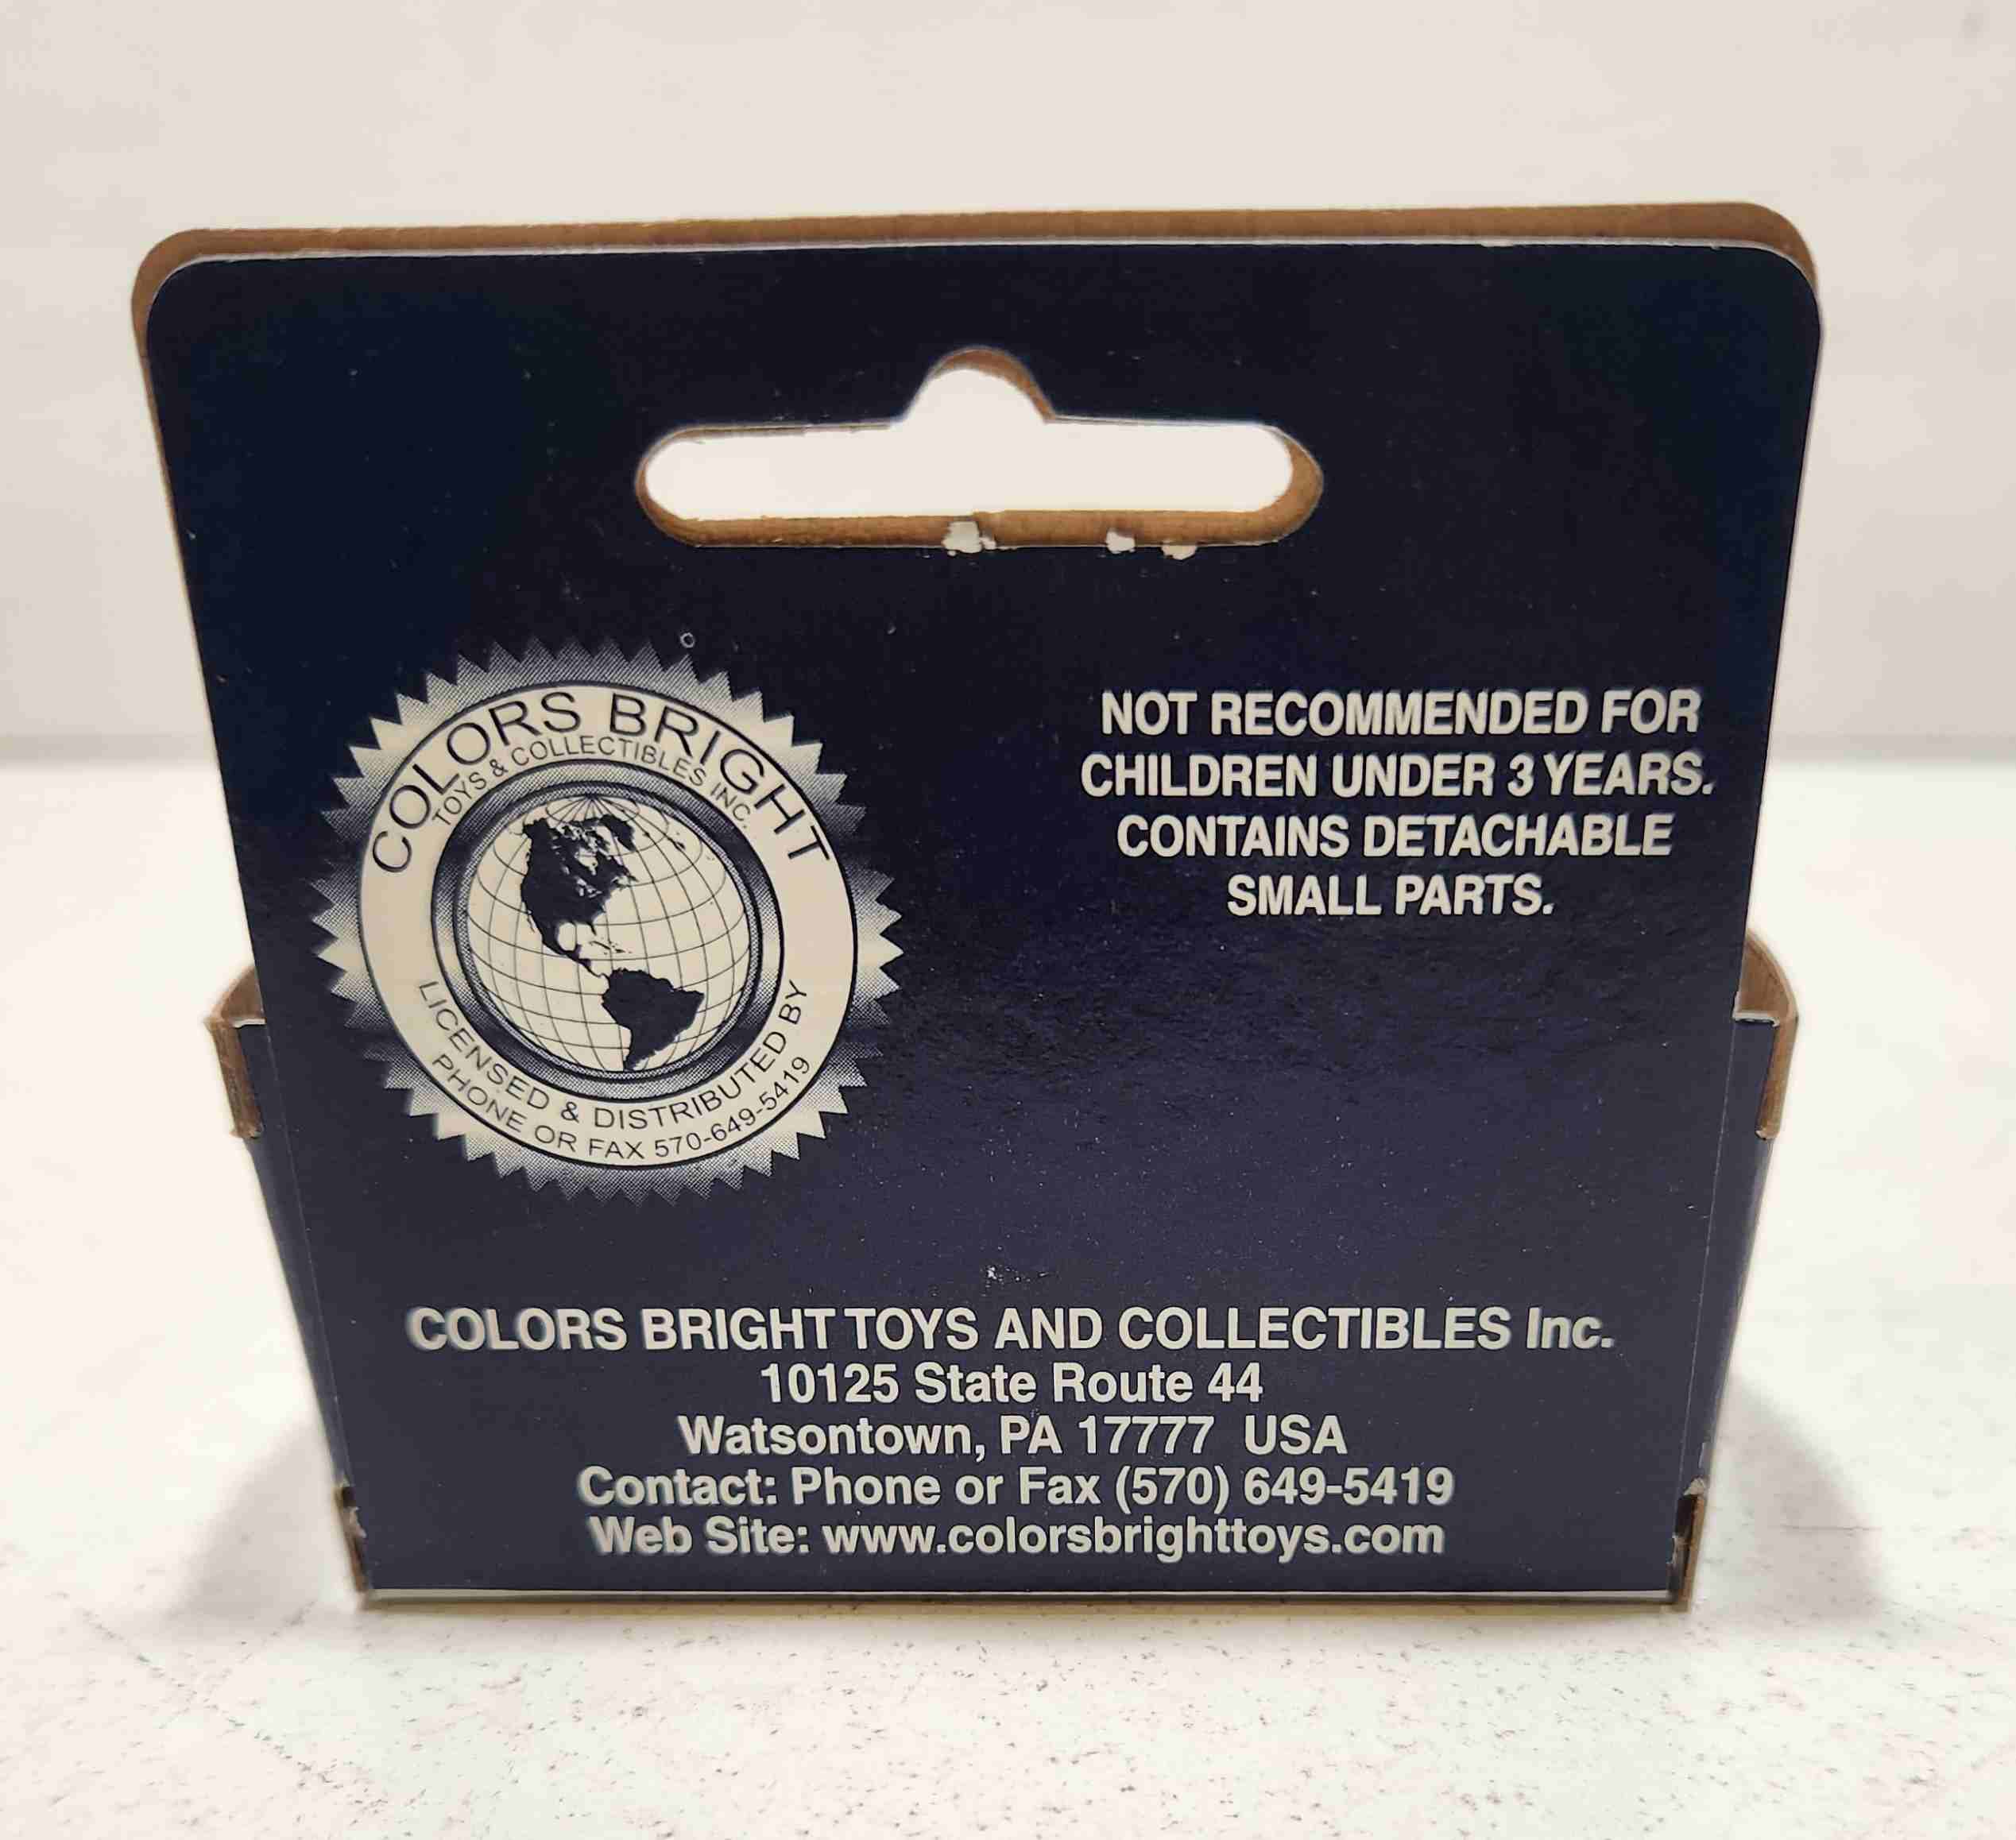 COLORS BRIGHT
TOYS & COLLECTIBLES INC.
LICENSED & DISTRIBUTED BY
PHONE OR FAX 570-649-5419
NOT RECOMMENDED FOR
CHILDREN UNDER 3 YEARS.
CONTAINS DETACHABLE
SMALL PARTS.
COLORS BRIGHT TOYS AND COLLECTIBLES Inc.
10125 State Route 44
Watsontown, PA 17777 USA
Contact: Phone or Fax (570) 649-5419
Web Site: www.colorsbrighttoys.com